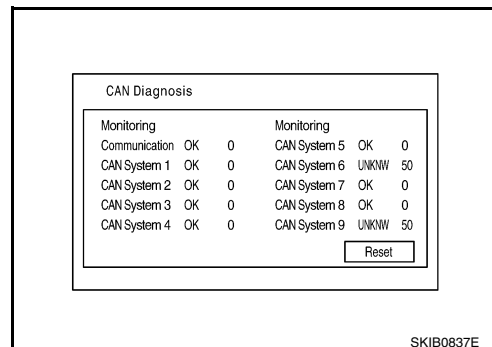 CAN Diagnosis
Monitoring Monitoring
Communication OK 0 CAN System 5 OK 0
CAN System 1 OK 0 CAN System 6 UNKNW 50
CAN System 2 OK 0 CAN System 7 OK 0
CAN System 3 OK 0 CAN System 8 OK 0
CAN System 4 OK 0 CAN System 9 UNKNW 50
Reset
SKIB0837E